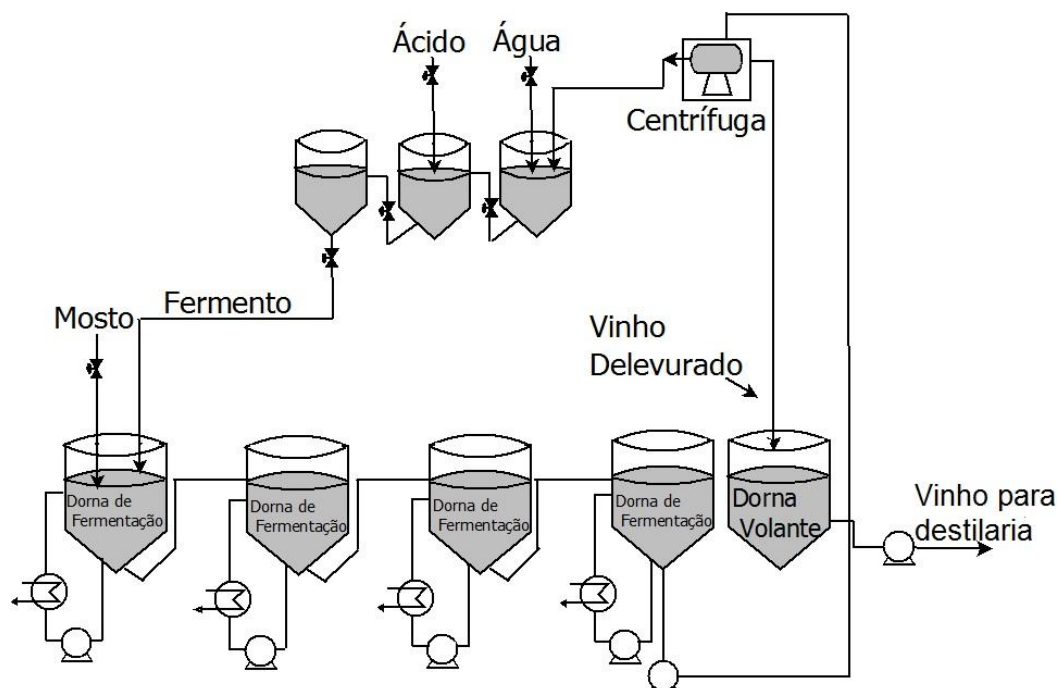 Ácido
Água
Centrífuga
Fermento
Mosto
Vinho
Delevurado
Dorna de
Fermentação
Dorna de
Fermentação
Dorna de
Fermentação
Dorna de
Fermentação
Dorna
Volante
Vinho para
destilaria